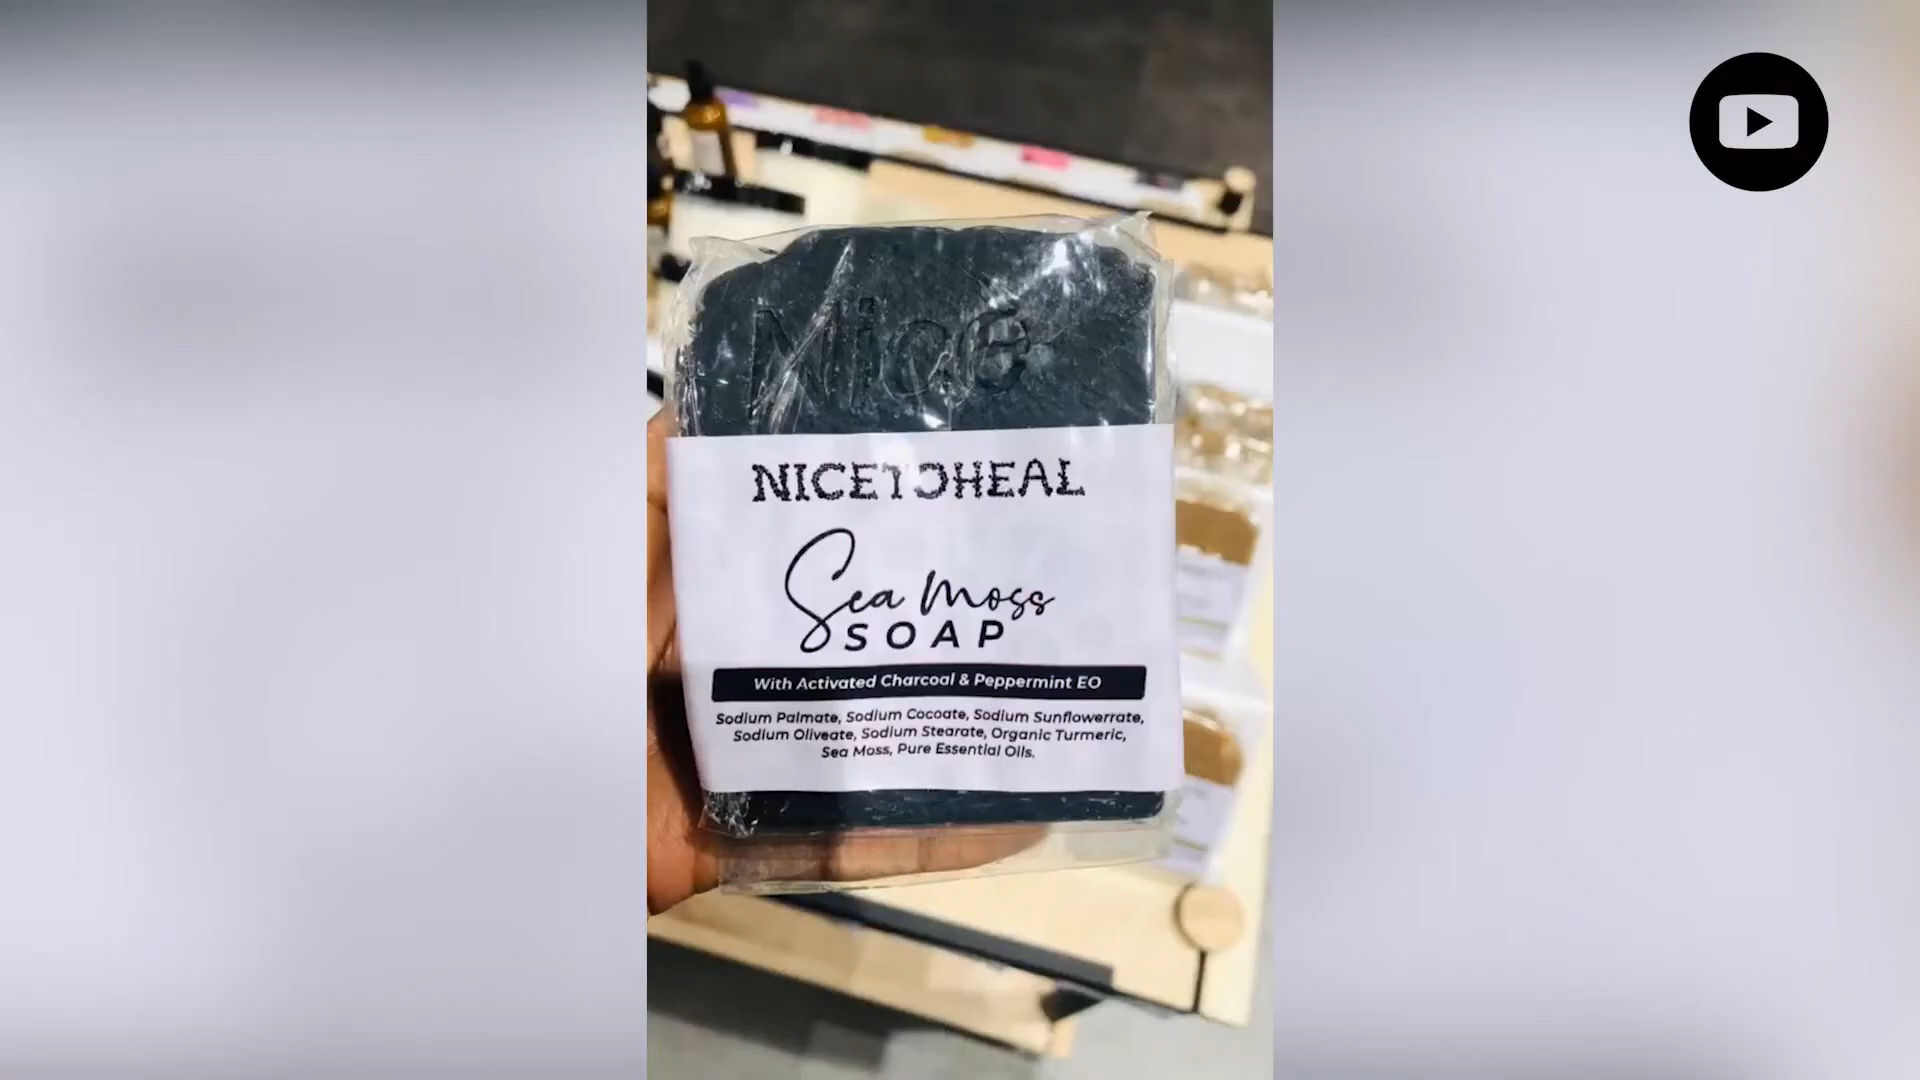 Nice
NICETOHEAL
Sea Moss
SOAP
With Activated Charcoal & Peppermint EO
Sodium Palmate, Sodium Cocoate, Sodium Sunflowerrate,
Sodium Oliveate, Sodium Stearate, Organic Turmeric,
Sea Moss, Pure Essential Oils.